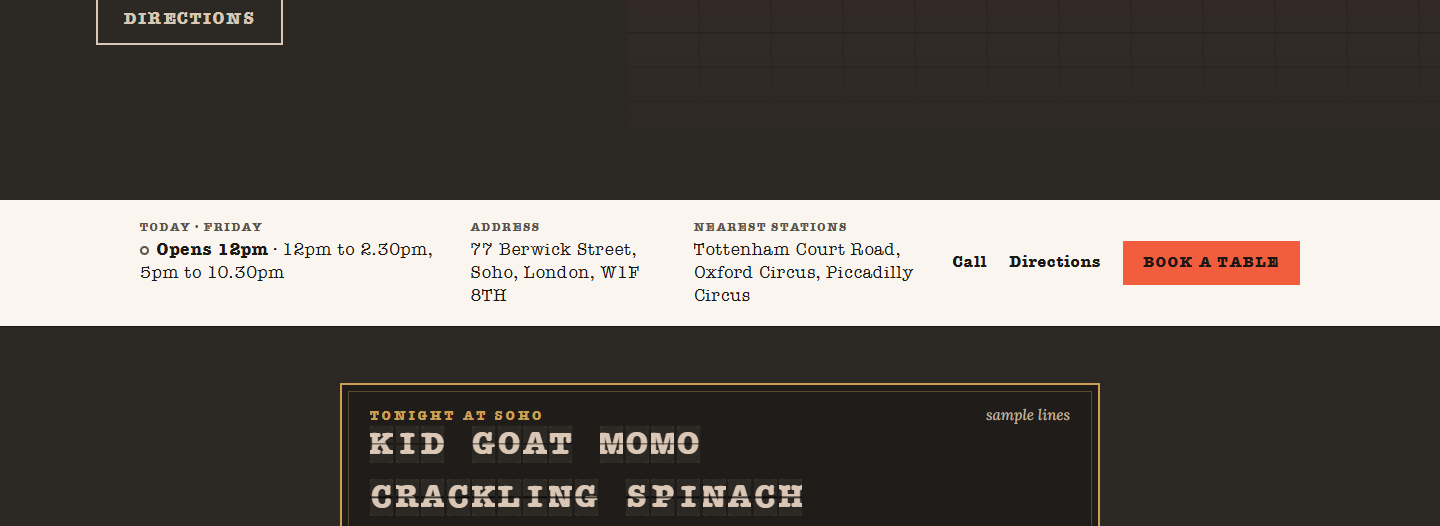 DIRECTIONS
TODAY · FRIDAY
Opens 12pm · 12pm to 2.30pm,
5pm to 10.30pm
ADDRESS
77 Berwick Street,
Soho, London, W1F
8TH
NEAREST STATIONS
Tottenham Court Road,
Oxford Circus, Piccadilly
Circus
Call
Directions
BOOK A TABLE
TONIGHT AT SOHO
sample lines
KID GOAT MOMO
CRACKLING SPINACH